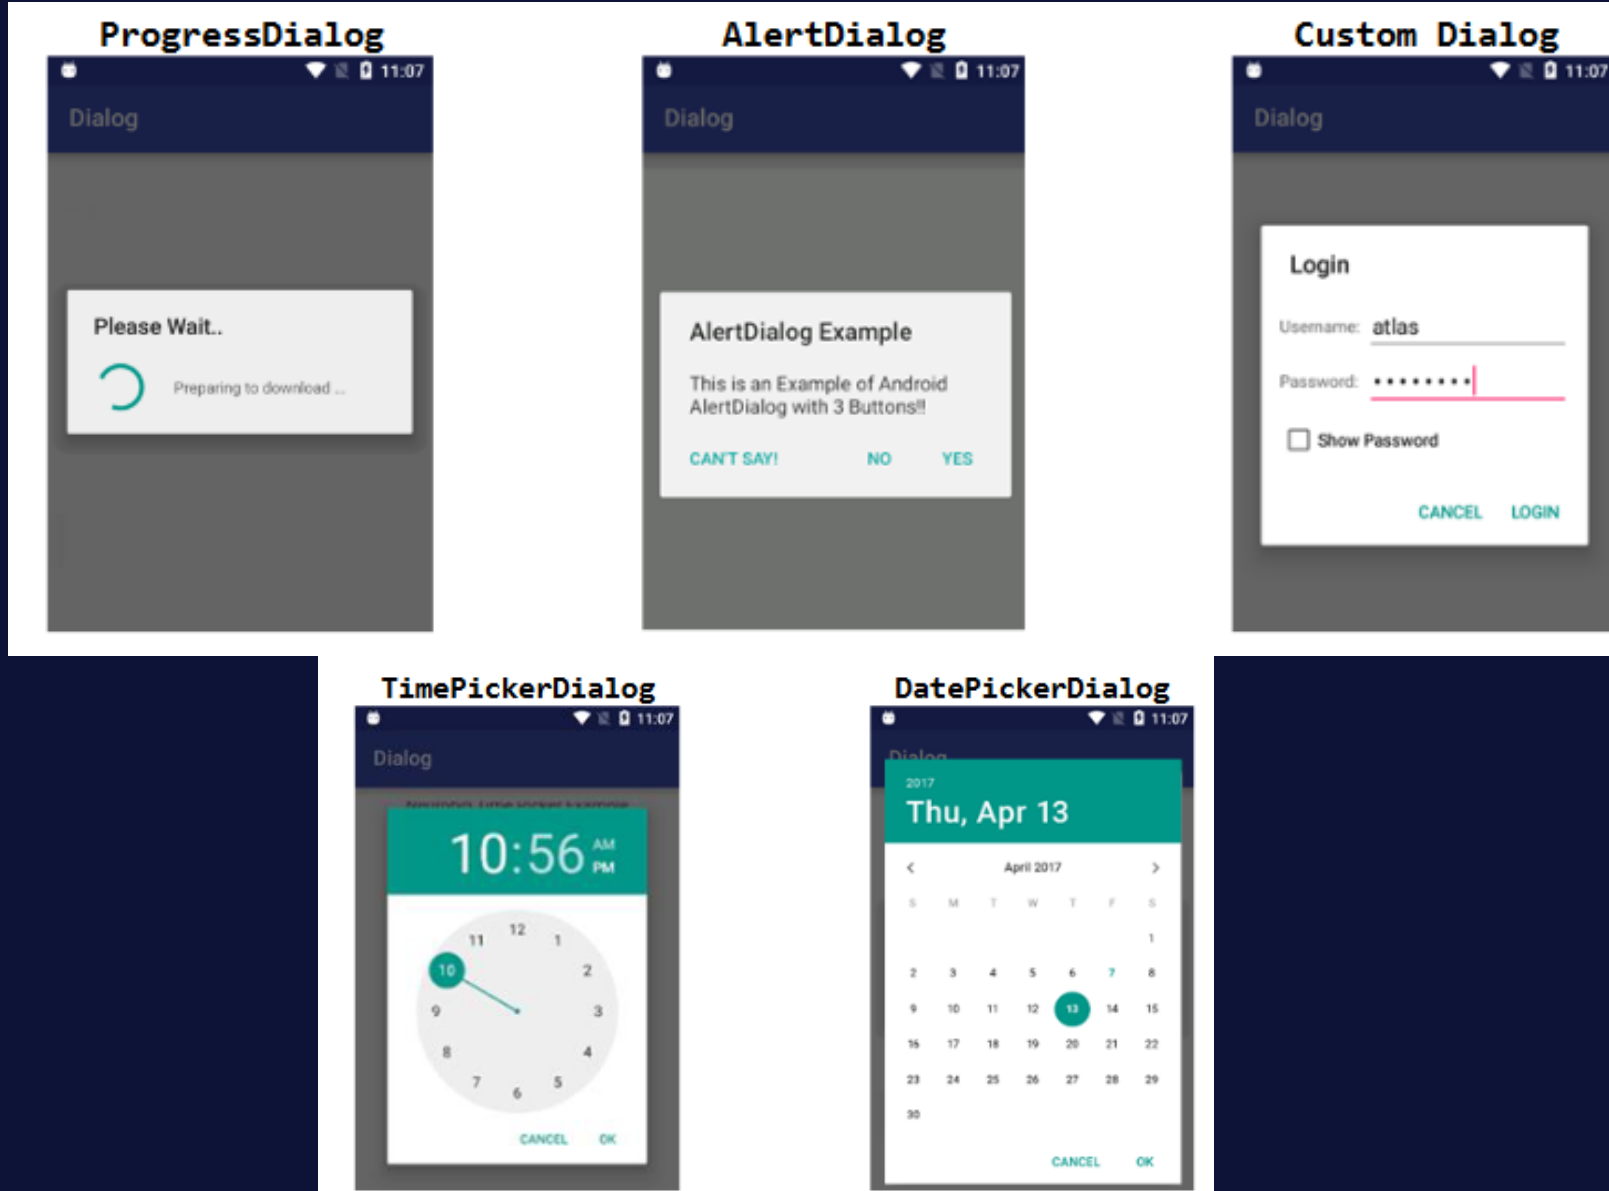 ProgressDialog
11:07
Dialog
Please Wait..
Preparing to download ...
AlertDialog
11:07
Dialog
AlertDialog Example
This is an Example of Android
AlertDialog with 3 Buttons!!
CAN'T SAY! NO YES
Custom Dialog
11:07
Dialog
Login
Username: atlas
Password: ••••••••
Show Password
CANCEL LOGIN
TimePickerDialog
11:07
Dialog
Time Picker Example
10:56 AM
PM
12
11 1
10 2
9 3
8 4
7 5
6
CANCEL OK
DatePickerDialog
11:07
Dialog
2017
Thu, Apr 13
< April 2017 >
S M T W T F S
1
2 3 4 5 6 7 8
9 10 11 12 13 14 15
16 17 18 19 20 21 22
23 24 25 26 27 28 29
30
CANCEL OK